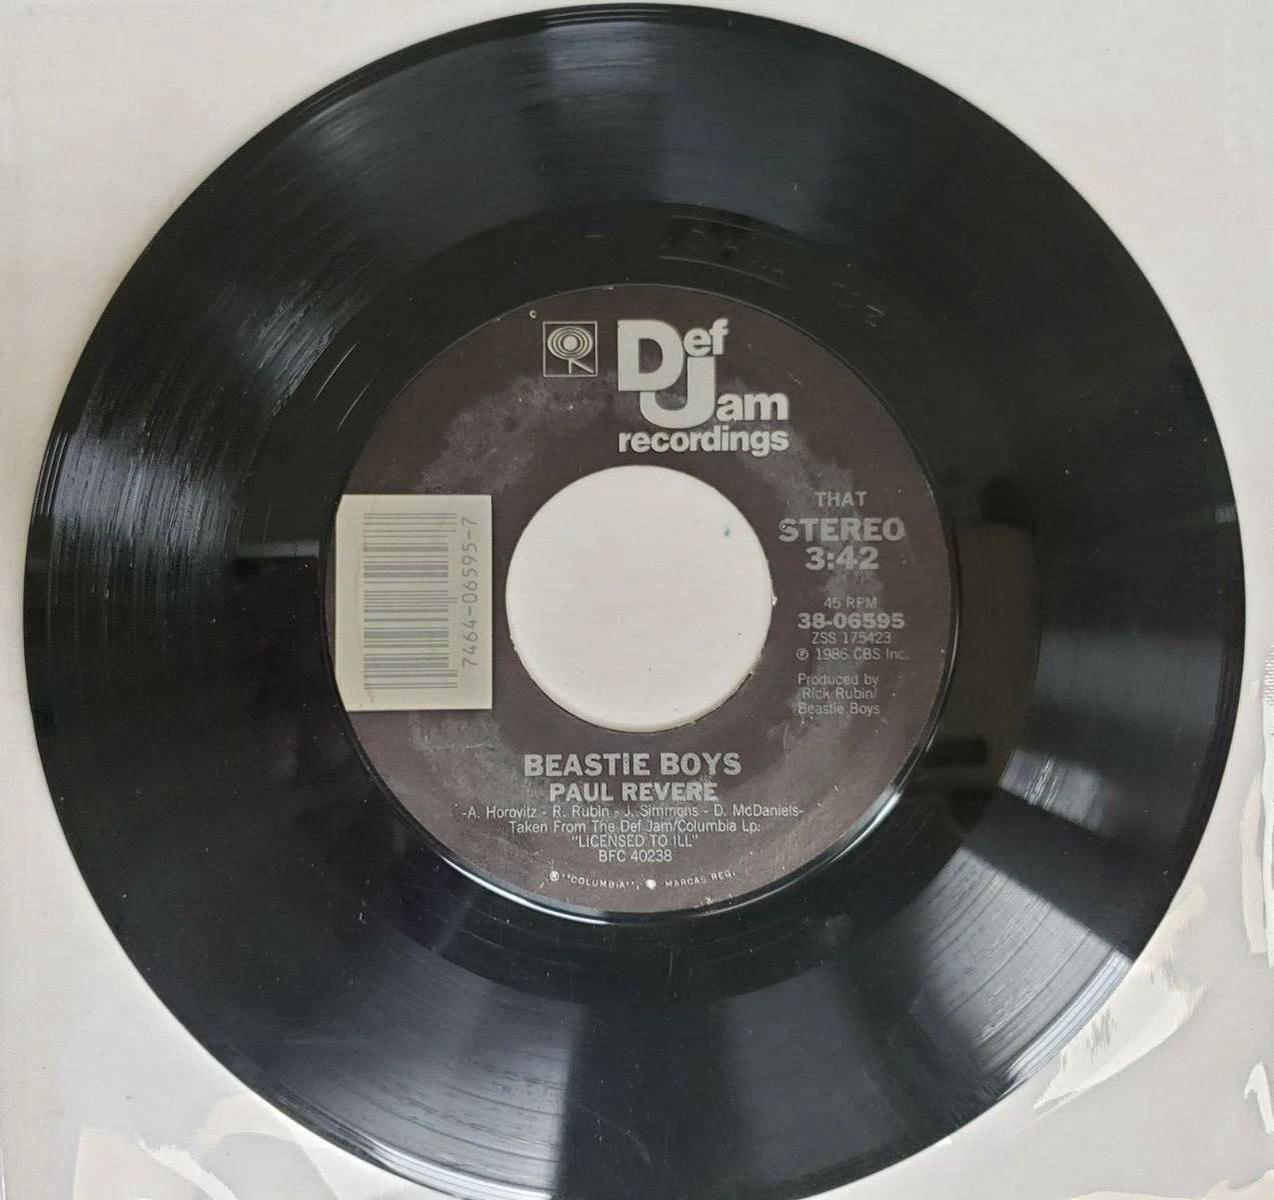 Def
Jam
recordings
7464-06595-7
THAT
STEREO
3:42
45 RPM
38-06595
ZSS 175423
℗ 1986 CBS Inc.
Produced by
Rick Rubin/
Beastie Boys
BEASTIE BOYS
PAUL REVERE
-A. Horovitz - R. Rubin - J. Simmons - D. McDaniels-
Taken From The Def Jam/Columbia Lp:
"LICENSED TO ILL"
BFC 40238
® "COLUMBIA", MARCAS REG.